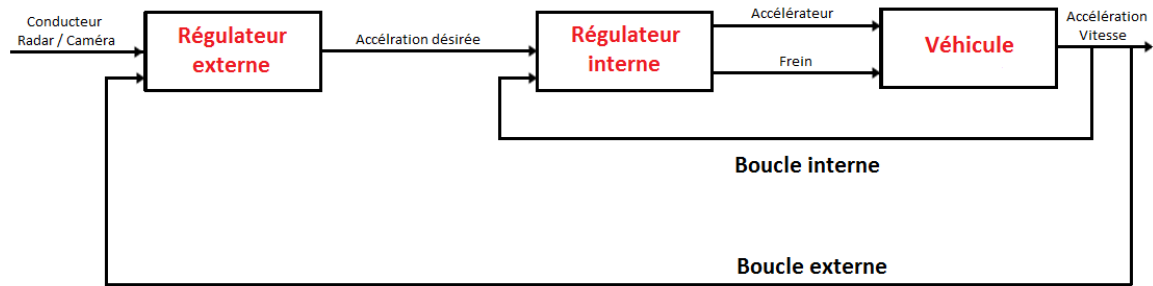 Conducteur
Radar / Caméra
Régulateur
externe
Accélration désirée
Régulateur
interne
Accélérateur
Frein
Véhicule
Accélération
Vitesse
Boucle interne
Boucle externe